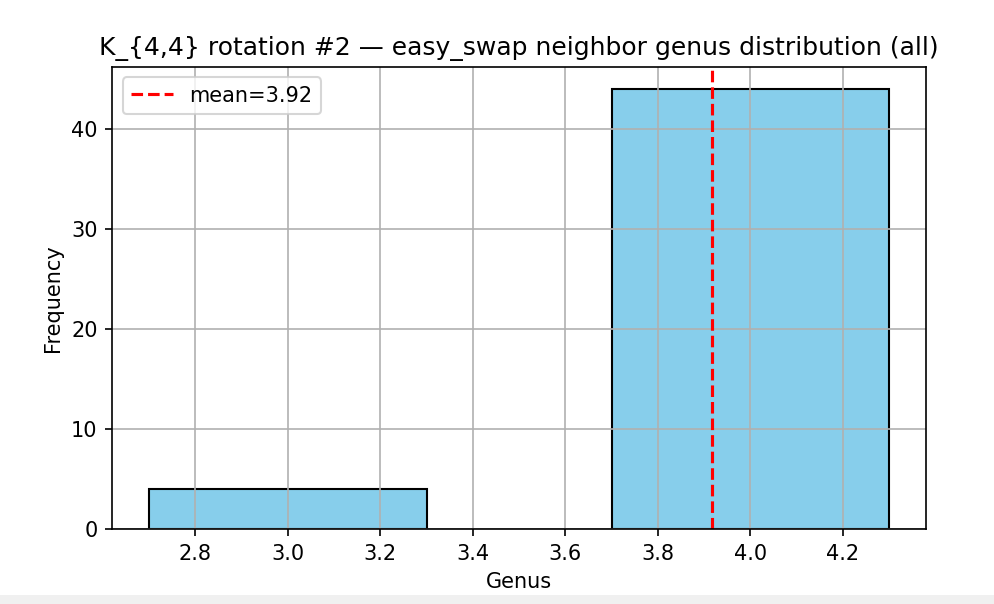 K_{4,4} rotation #2 — easy_swap neighbor genus distribution (all)
mean=3.92
Frequency
40
30
20
10
0
2.8 3.0 3.2 3.4 3.6 3.8 4.0 4.2
Genus